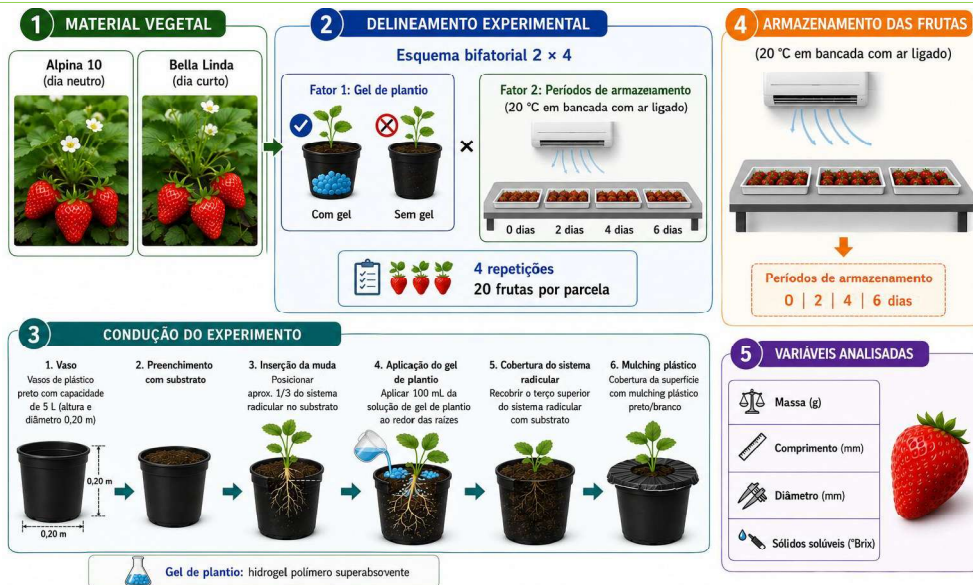 1 MATERIAL VEGETAL
Alpina 10
(dia neutro)
Bella Linda
(dia curto)
2 DELINEAMENTO EXPERIMENTAL
Esquema bifatorial 2 × 4
Fator 1: Gel de plantio
Com gel
Sem gel
×
Fator 2: Períodos de armazenamento
(20 °C em bancada com ar ligado)
0 dias
2 dias
4 dias
6 dias
4 repetições
20 frutas por parcela
4 ARMAZENAMENTO DAS FRUTAS
(20 °C em bancada com ar ligado)
Períodos de armazenamento
0 | 2 | 4 | 6 dias
3 CONDUÇÃO DO EXPERIMENTO
1. Vaso
Vasos de plástico
preto com capacidade
de 5 L (altura e
diâmetro 0,20 m)
0,20 m
0,20 m
2. Preenchimento
com substrato
3. Inserção da muda
Posicionar
aprox. 1/3 do sistema
radicular no substrato
4. Aplicação do gel
de plantio
Aplicar 100 mL da
solução de gel de plantio
ao redor das raízes
5. Cobertura do sistema
radicular
Recobrir o terço superior
do sistema radicular
com substrato
6. Mulching plástico
Cobertura da superfície
com mulching plástico
preto/branco
Gel de plantio: hidrogel polímero superabsovente
5 VARIÁVEIS ANALISADAS
Massa (g)
Comprimento (mm)
Diâmetro (mm)
Sólidos solúveis (°Brix)